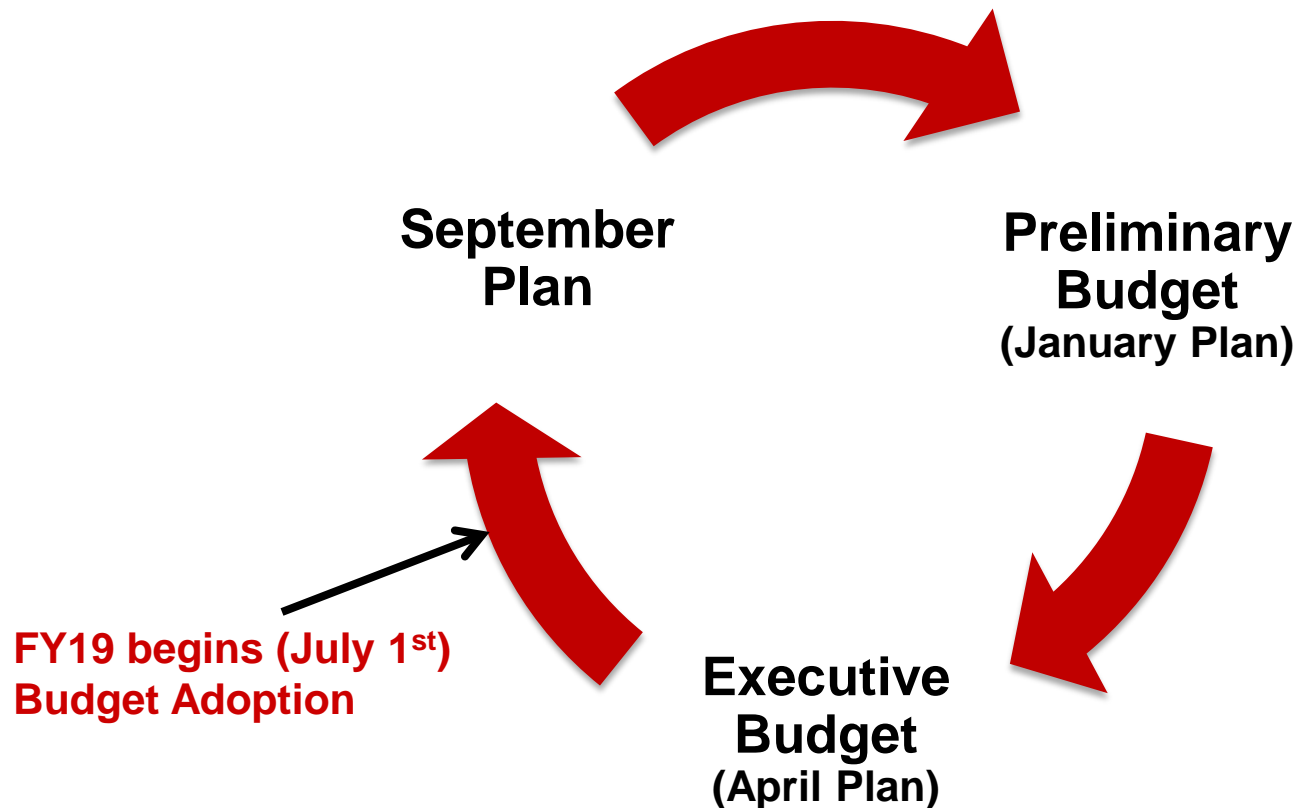 September
Plan
Preliminary
Budget
(January Plan)
FY19 begins (July 1st)
Budget Adoption
Executive
Budget
(April Plan)